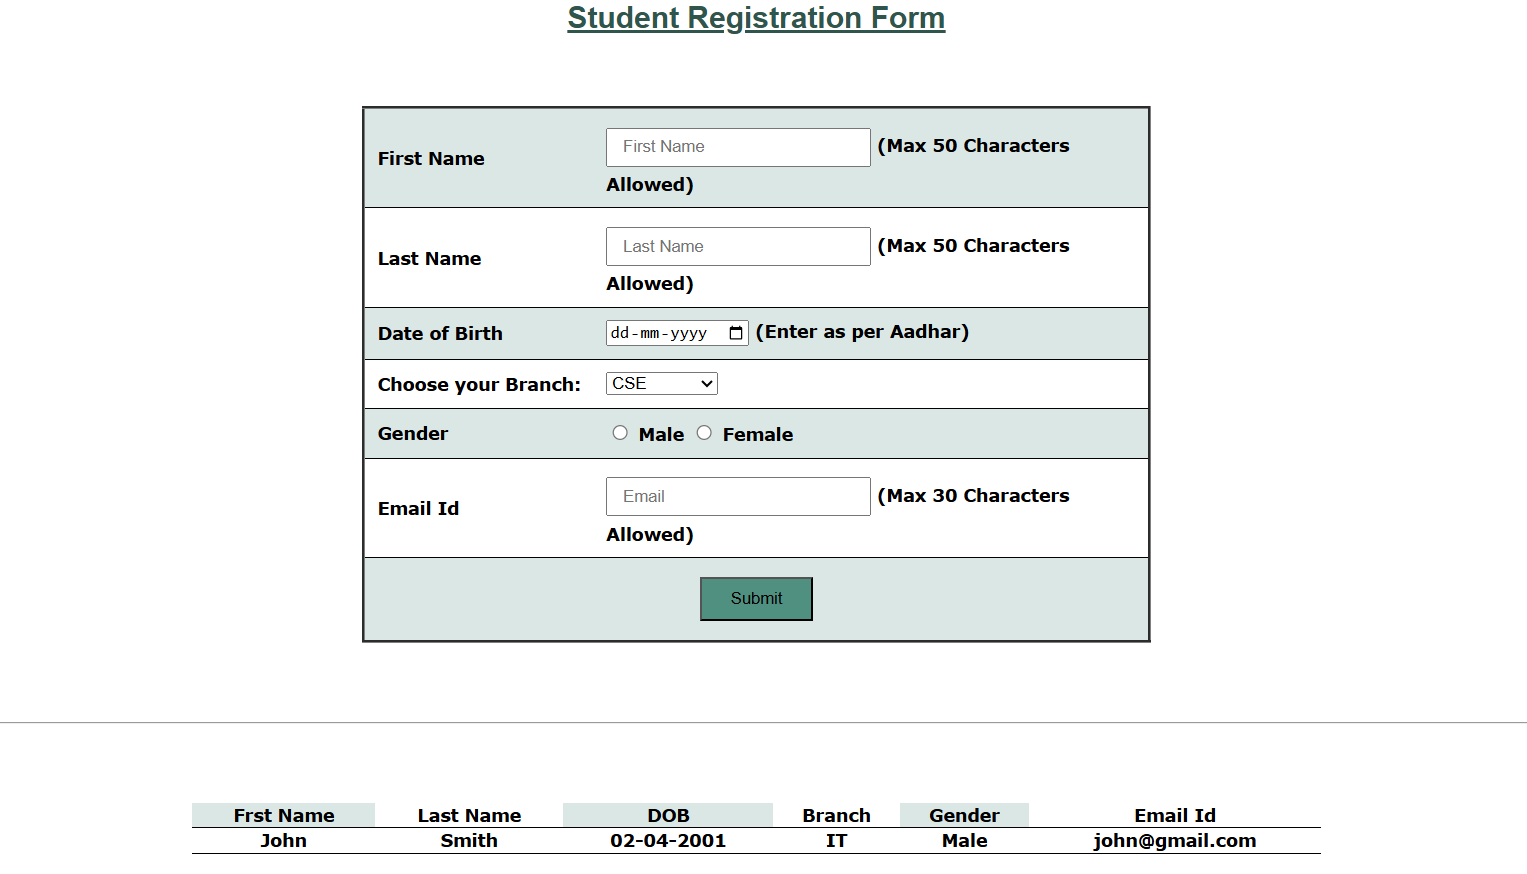 Student Registration Form
First Name
First Name (Max 50 Characters
Allowed)
Last Name
Last Name (Max 50 Characters
Allowed)
Date of Birth
dd-mm-yyyy (Enter as per Aadhar)
Choose your Branch:
CSE
Gender
Male Female
Email Id
Email (Max 30 Characters
Allowed)
Submit
Frst Name Last Name DOB Branch Gender Email Id
John Smith 02-04-2001 IT Male john@gmail.com